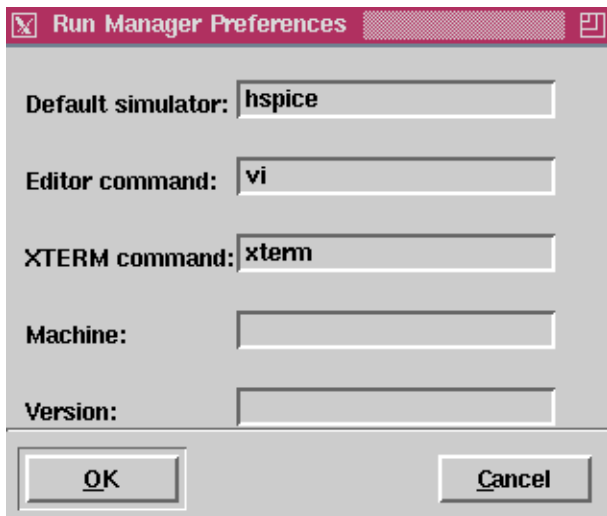 Run Manager Preferences
Default simulator: hspice
Editor command: vi
XTERM command: xterm
Machine:
Version:
OK Cancel